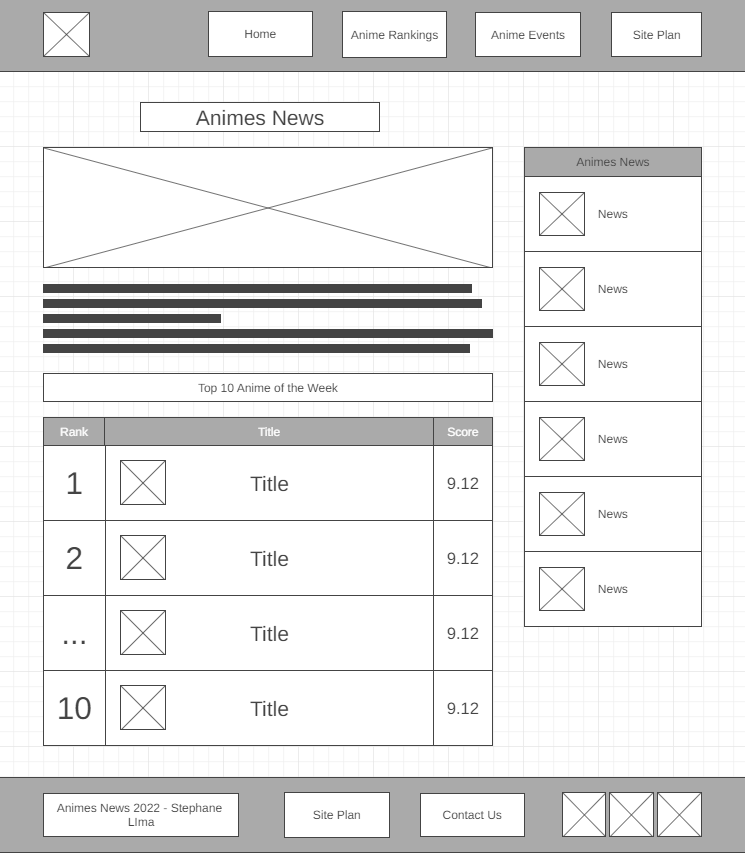 Home
Anime Rankings
Anime Events
Site Plan
Animes News
Top 10 Anime of the Week
Rank Title Score
1 Title 9.12
2 Title 9.12
... Title 9.12
10 Title 9.12
Animes News
News
News
News
News
News
News
Animes News 2022 - Stephane
LIma
Site Plan
Contact Us